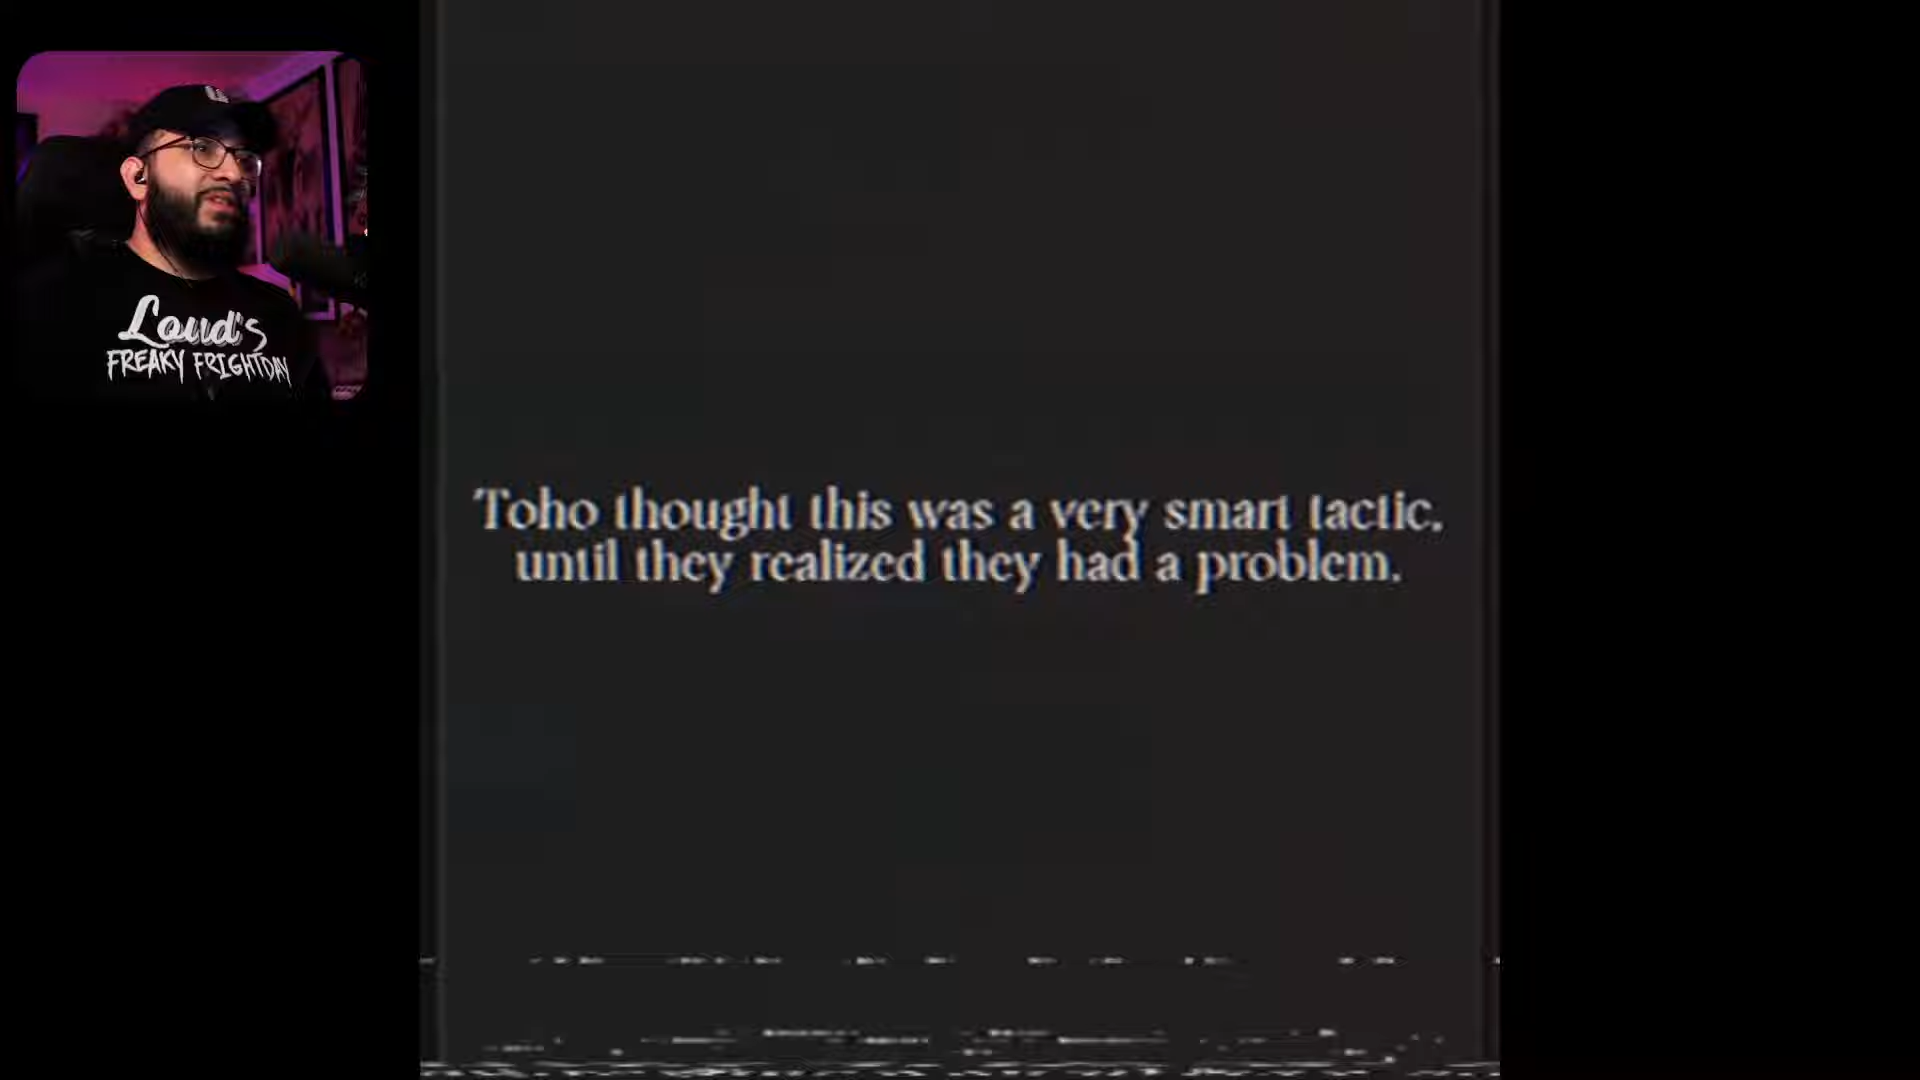 Loud's
FREAKY FRIGHTDAY
Toho thought this was a very smart tactic,
until they realized they had a problem.